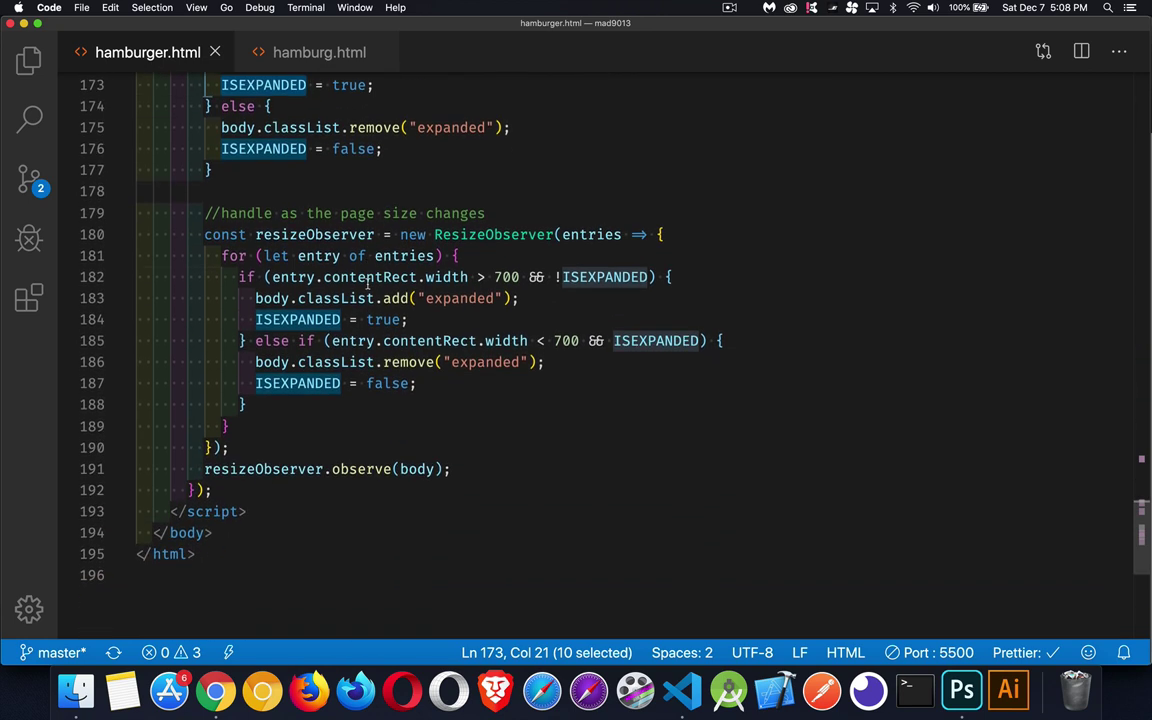 Code File Edit Selection View Go Debug Terminal Window Help 100% Sat Dec 7 5:08 PM
hamburger.html — mad9013
hamburger.html hamburg.html
173 ISEXPANDED = true;
174 } else {
175 body.classList.remove("expanded");
176 ISEXPANDED = false;
177 }
178
179 //handle as the page size changes
180 const resizeObserver = new ResizeObserver(entries => {
181 for (let entry of entries) {
182 if (entry.contentRect.width > 700 && !ISEXPANDED) {
183 body.classList.add("expanded");
184 ISEXPANDED = true;
185 } else if (entry.contentRect.width < 700 && ISEXPANDED) {
186 body.classList.remove("expanded");
187 ISEXPANDED = false;
188 }
189 }
190 });
191 resizeObserver.observe(body);
192 });
193 </script>
194 </body>
195 </html>
196
2
master* 0 3 Ln 173, Col 21 (10 selected) Spaces: 2 UTF-8 LF HTML Port : 5500 Prettier: ✓
6
>_
Ps
Ai